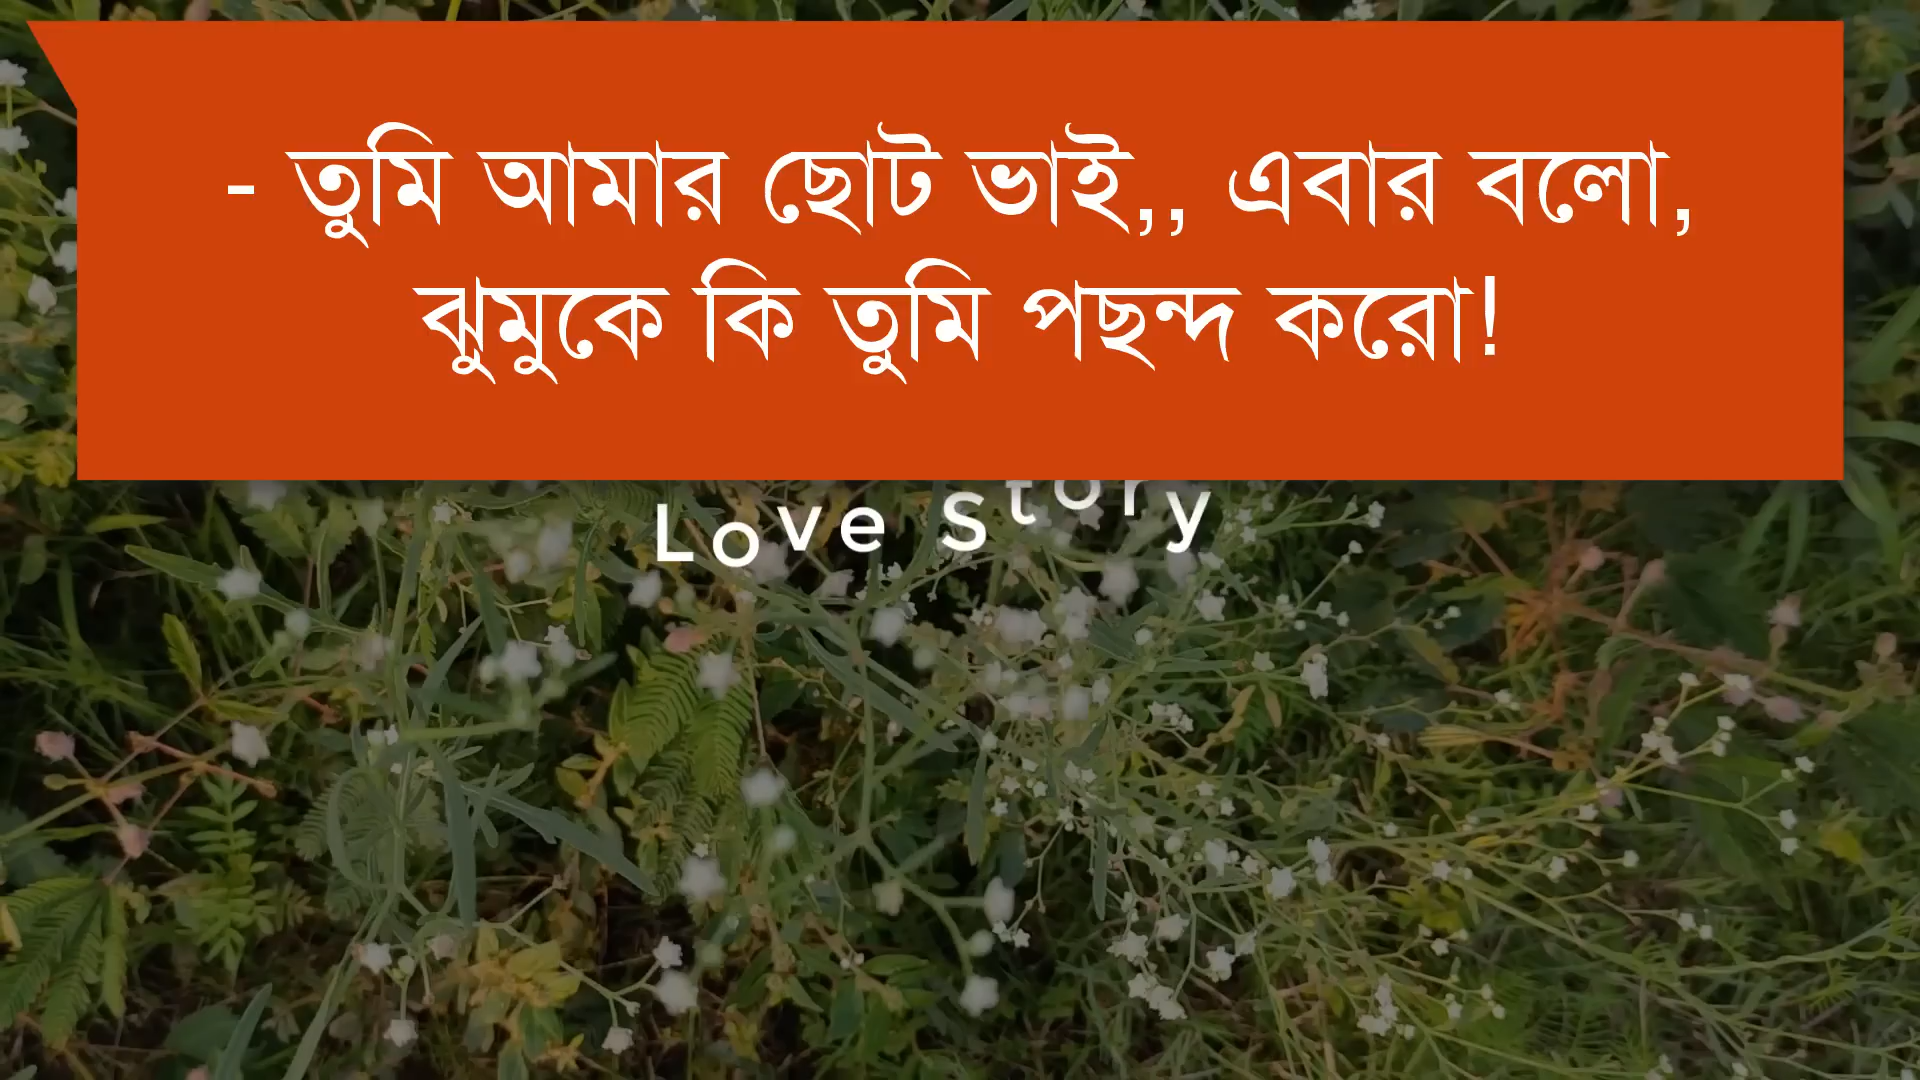 - তুমি আমার ছোট ভাই,, এবার বলো,
ঝুমুকে কি তুমি পছন্দ করো!
Love Story